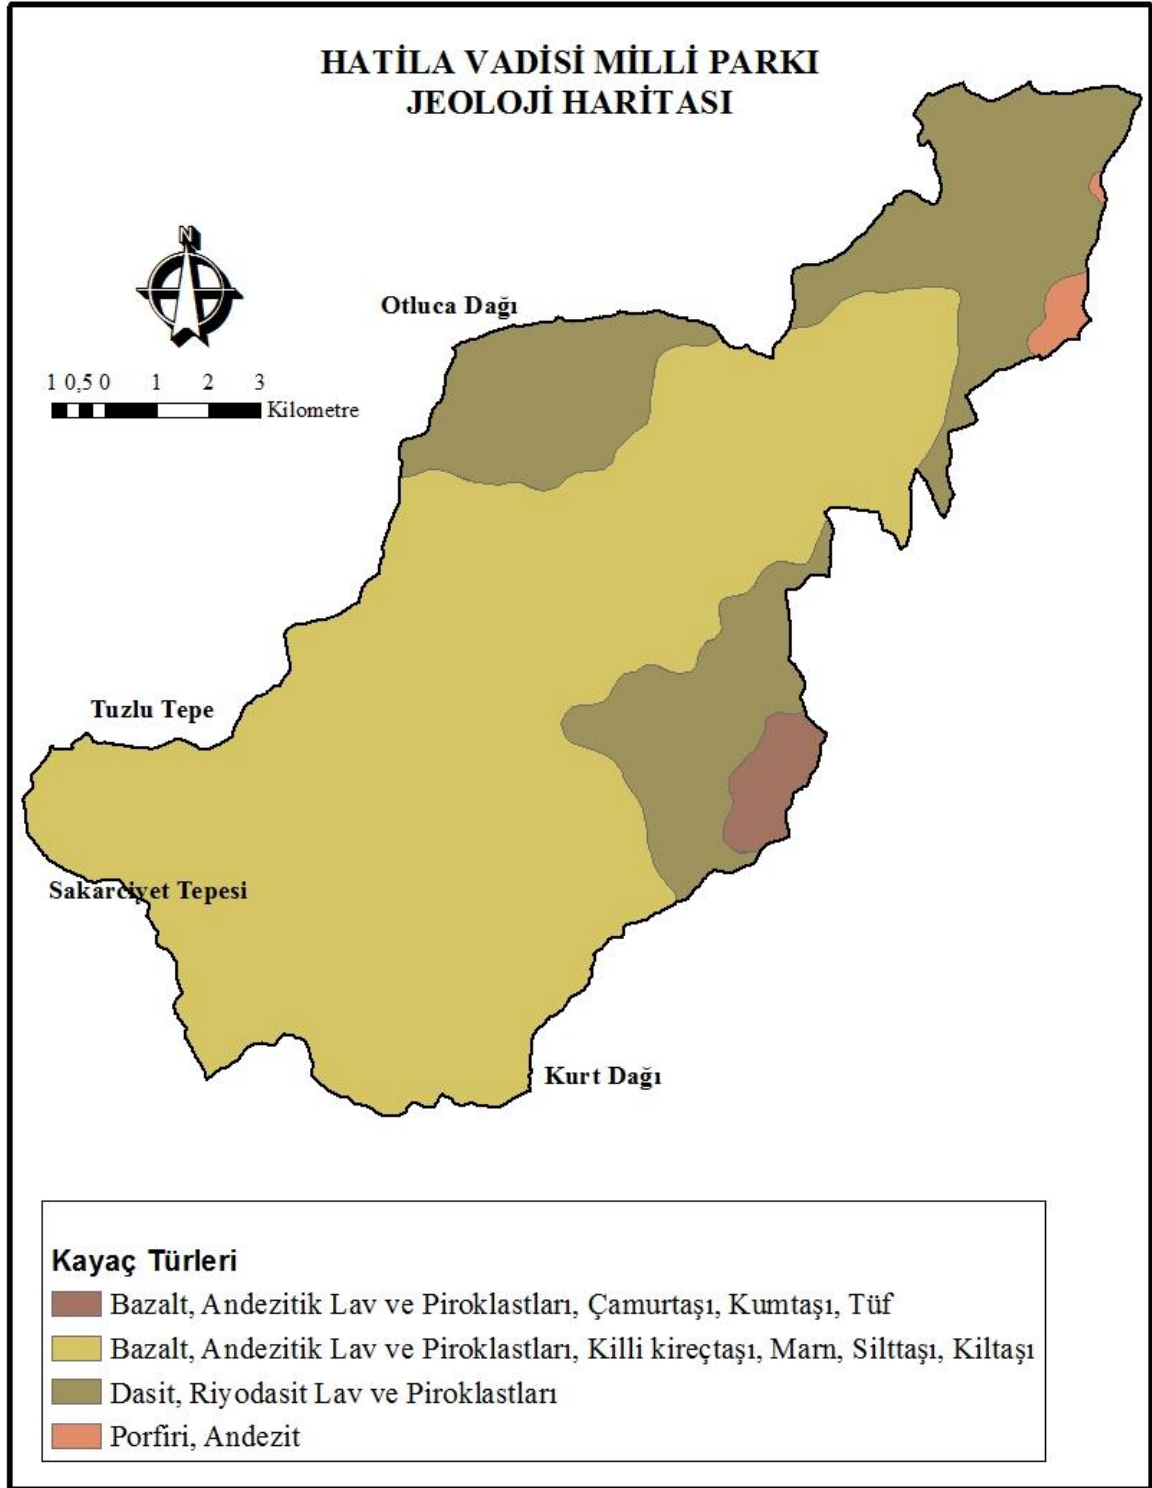 HATİLA VADİSİ MİLLİ PARKI
JEOLOJİ HARİTASI
N
Otluca Dağı
1 0,5 0 1 2 3
Kilometre
Tuzlu Tepe
Sakarciyet Tepesi
Kurt Dağı
Kayaç Türleri
Bazalt, Andezitik Lav ve Piroklastları, Çamurtaşı, Kumtaşı, Tüf
Bazalt, Andezitik Lav ve Piroklastları, Killi kireçtaşı, Marn, Silttaşı, Kiltaşı
Dasit, Riyodasit Lav ve Piroklastları
Porfiri, Andezit